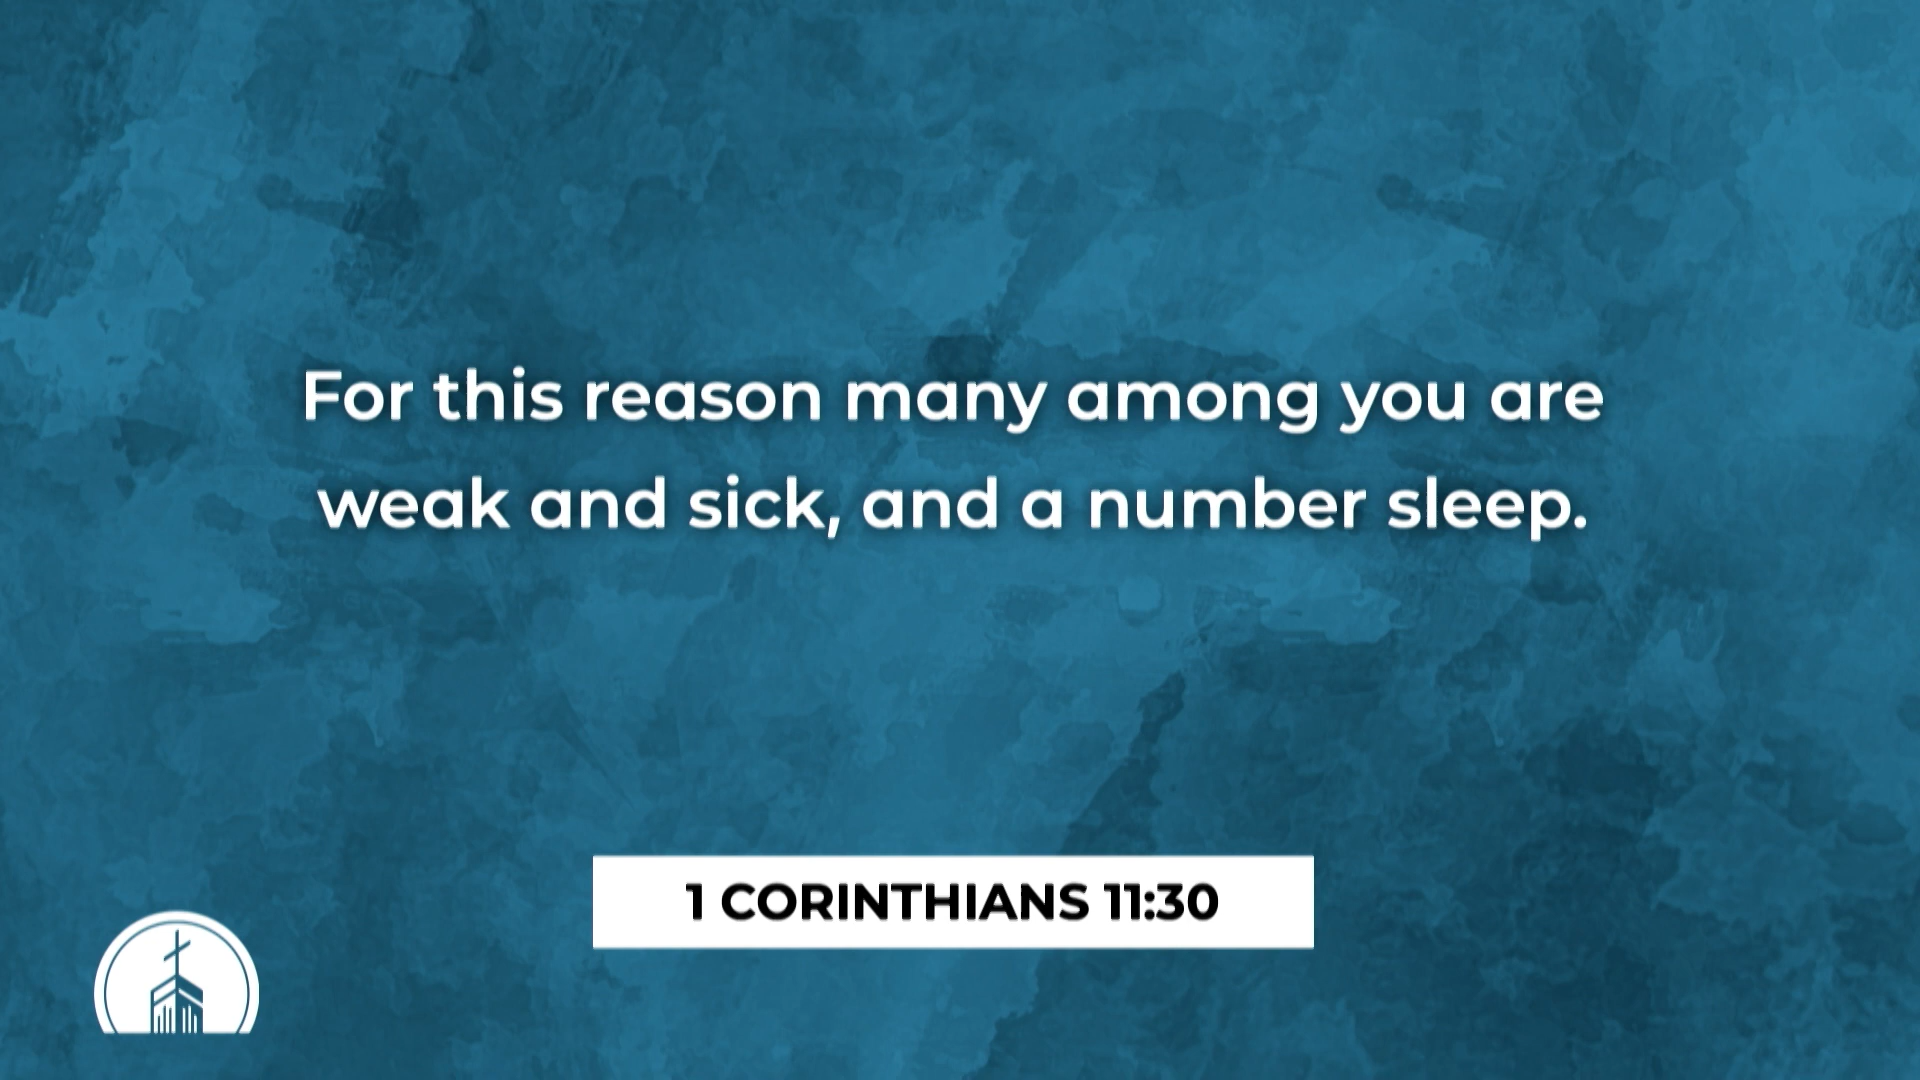 For this reason many among you are
weak and sick, and a number sleep.
1 CORINTHIANS 11:30